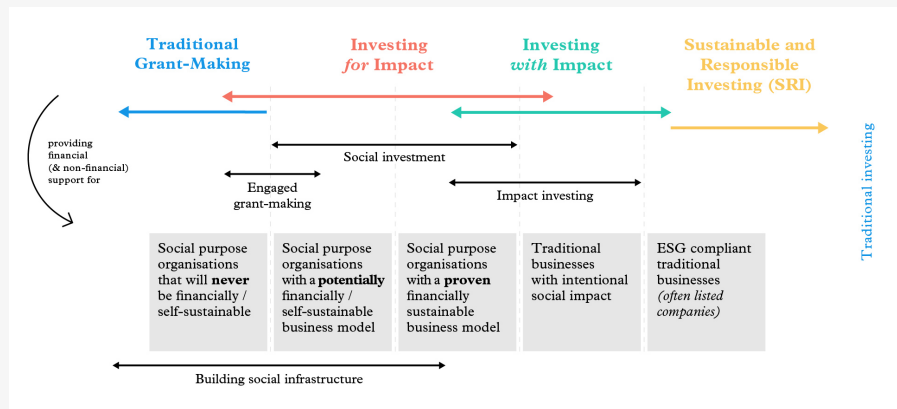 Traditional
Grant-Making
Investing
for Impact
Investing
with Impact
Sustainable and
Responsible
Investing (SRI)
providing
financial
(& non-financial)
support for
Social investment
Engaged
grant-making
Impact investing
Traditional investing
Social purpose
organisations
that will never
be financially /
self-sustainable
Social purpose
organisations
with a potentially
financially /
self-sustainable
business model
Social purpose
organisations
with a proven
financially
sustainable
business model
Traditional
businesses
with intentional
social impact
ESG compliant
traditional
businesses
(often listed
companies)
Building social infrastructure